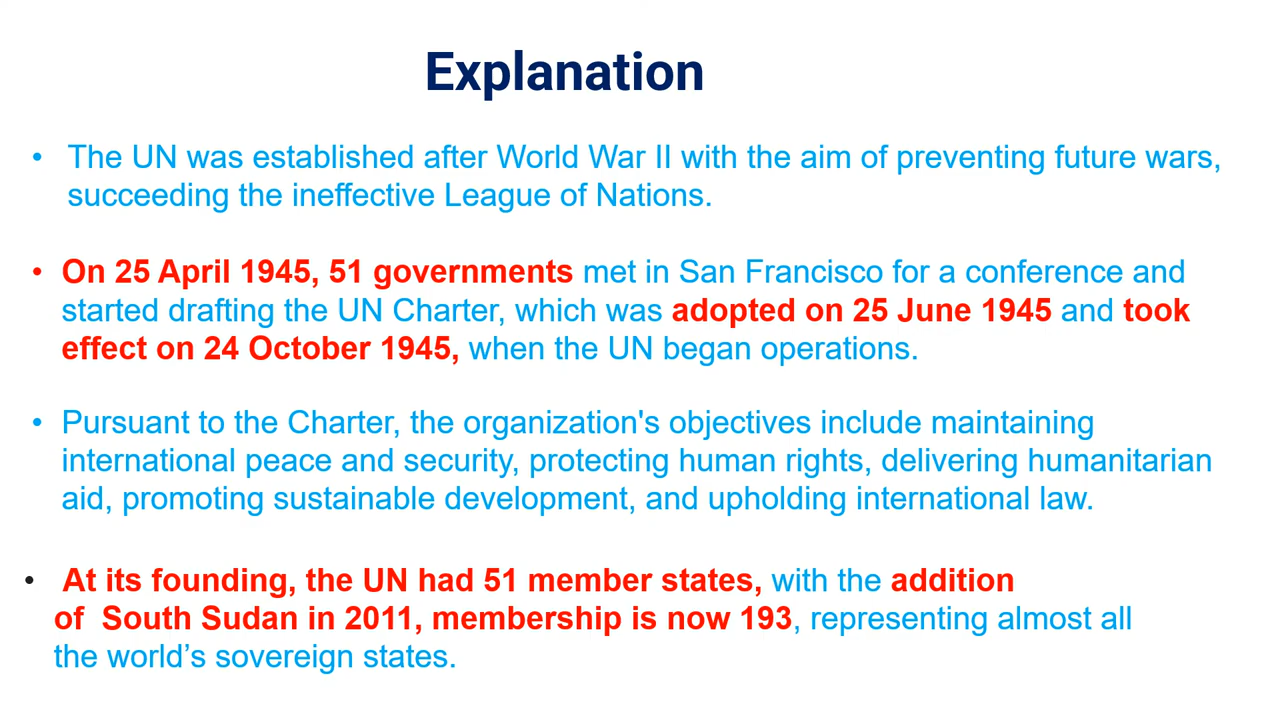 Explanation
• The UN was established after World War II with the aim of preventing future wars,
succeeding the ineffective League of Nations.
• On 25 April 1945, 51 governments met in San Francisco for a conference and
started drafting the UN Charter, which was adopted on 25 June 1945 and took
effect on 24 October 1945, when the UN began operations.
• Pursuant to the Charter, the organization's objectives include maintaining
international peace and security, protecting human rights, delivering humanitarian
aid, promoting sustainable development, and upholding international law.
• At its founding, the UN had 51 member states, with the addition
of South Sudan in 2011, membership is now 193, representing almost all
the world’s sovereign states.